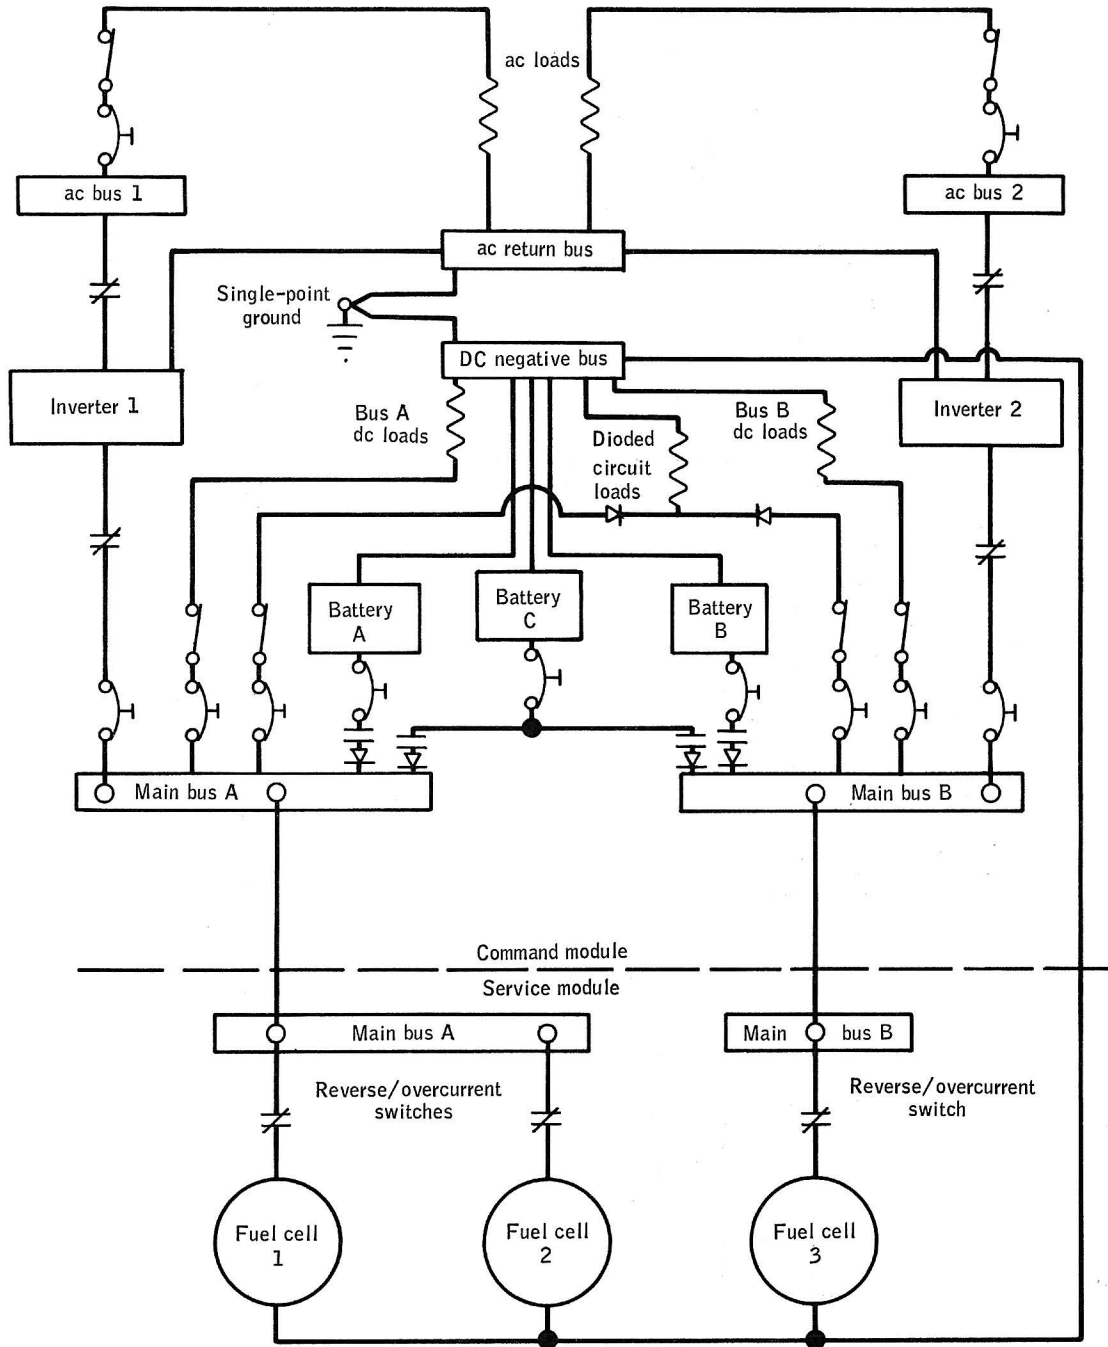 ac loads
ac bus 1
ac bus 2
ac return bus
Single-point
ground
DC negative bus
Inverter 1
Inverter 2
Bus A
dc loads
Bus B
dc loads
Dioded
circuit
loads
Battery
A
Battery
C
Battery
B
Main bus A
Main bus B
Command module
Service module
Main bus A
Main bus B
Reverse/overcurrent
switches
Reverse/overcurrent
switch
Fuel cell
1
Fuel cell
2
Fuel cell
3